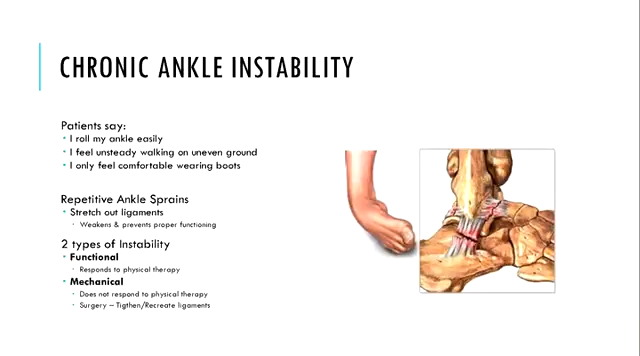 CHRONIC ANKLE INSTABILITY
Patients say:
I roll my ankle easily
I feel unsteady walking on uneven ground
I only feel comfortable wearing boots
Repetitive Ankle Sprains
Stretch out ligaments
Weakens & prevents proper functioning
2 types of Instability
Functional
Responds to physical therapy
Mechanical
Does not respond to physical therapy
Surgery – Tigthen/Recreate ligaments